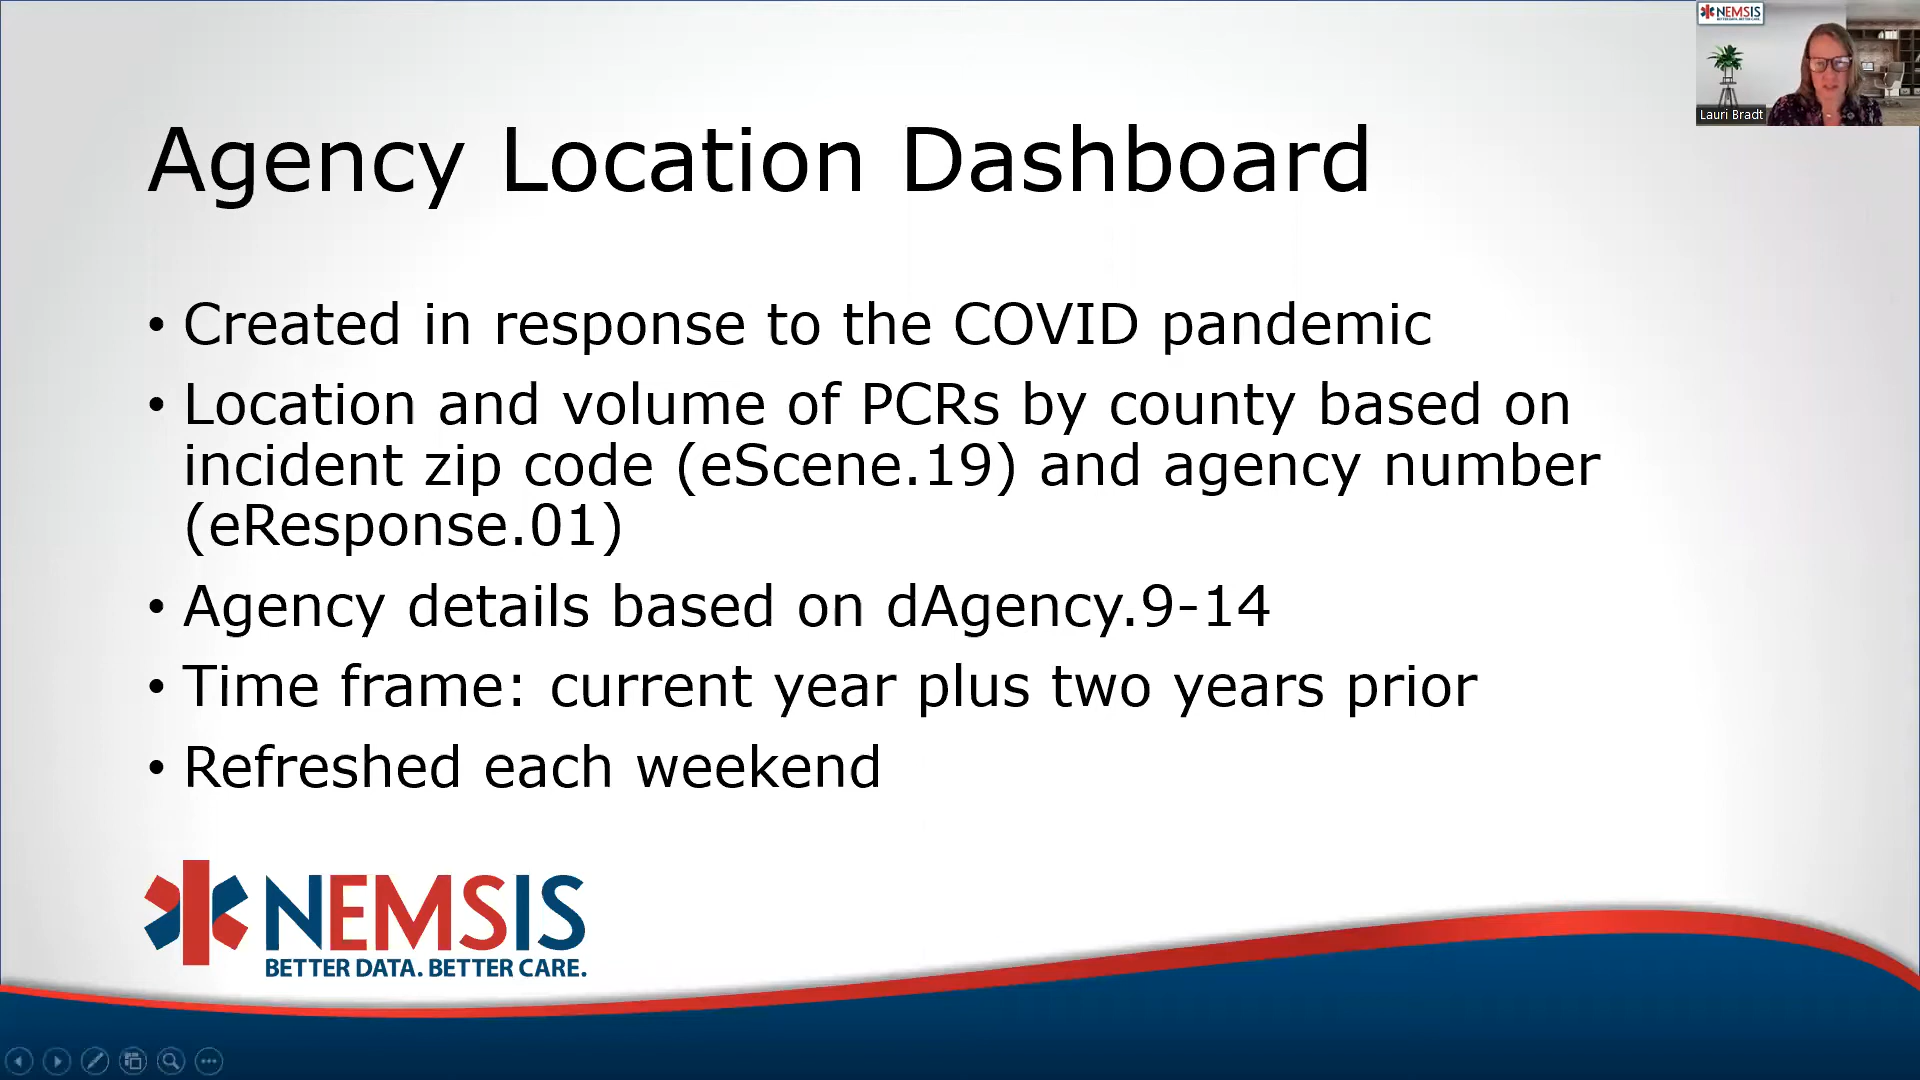 NEMSIS
Lauri Bradt
Agency Location Dashboard
• Created in response to the COVID pandemic
• Location and volume of PCRs by county based on
incident zip code (eScene.19) and agency number
(eResponse.01)
• Agency details based on dAgency.9-14
• Time frame: current year plus two years prior
• Refreshed each weekend
NEMSIS
BETTER DATA. BETTER CARE.